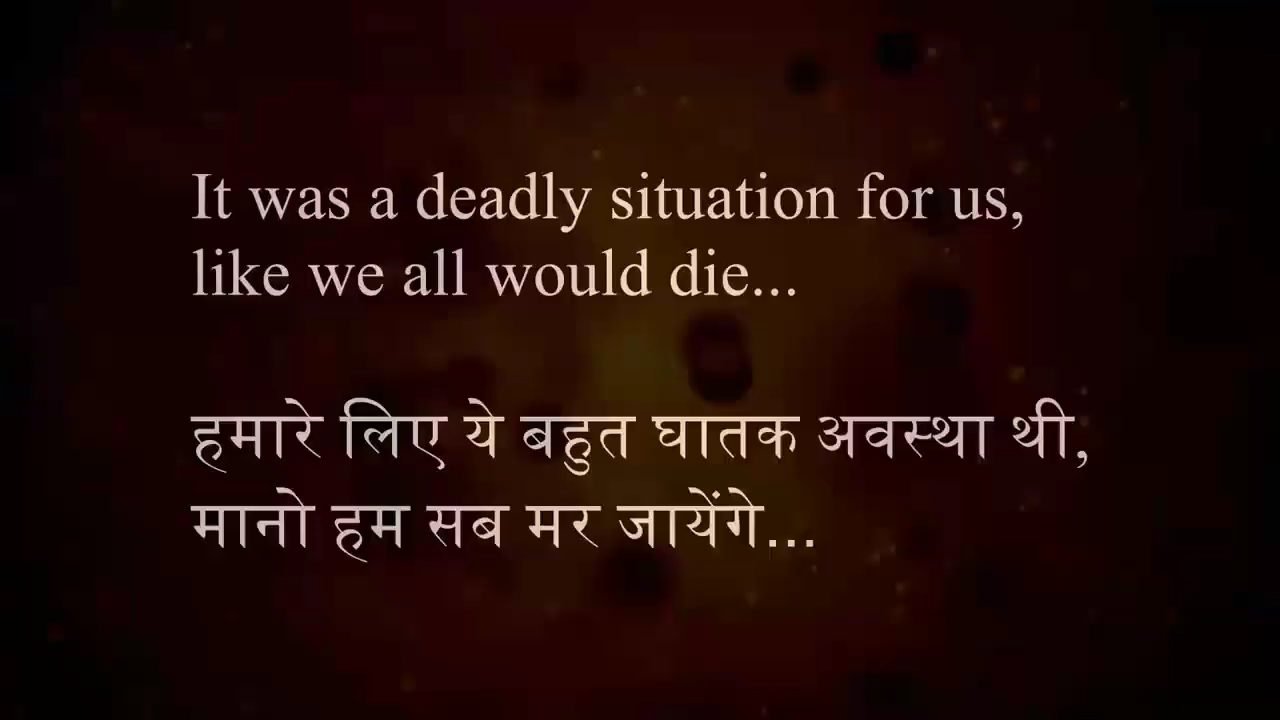 It was a deadly situation for us,
like we all would die...
हमारे लिए ये बहुत घातक अवस्था थी,
मानो हम सब मर जायेंगे...